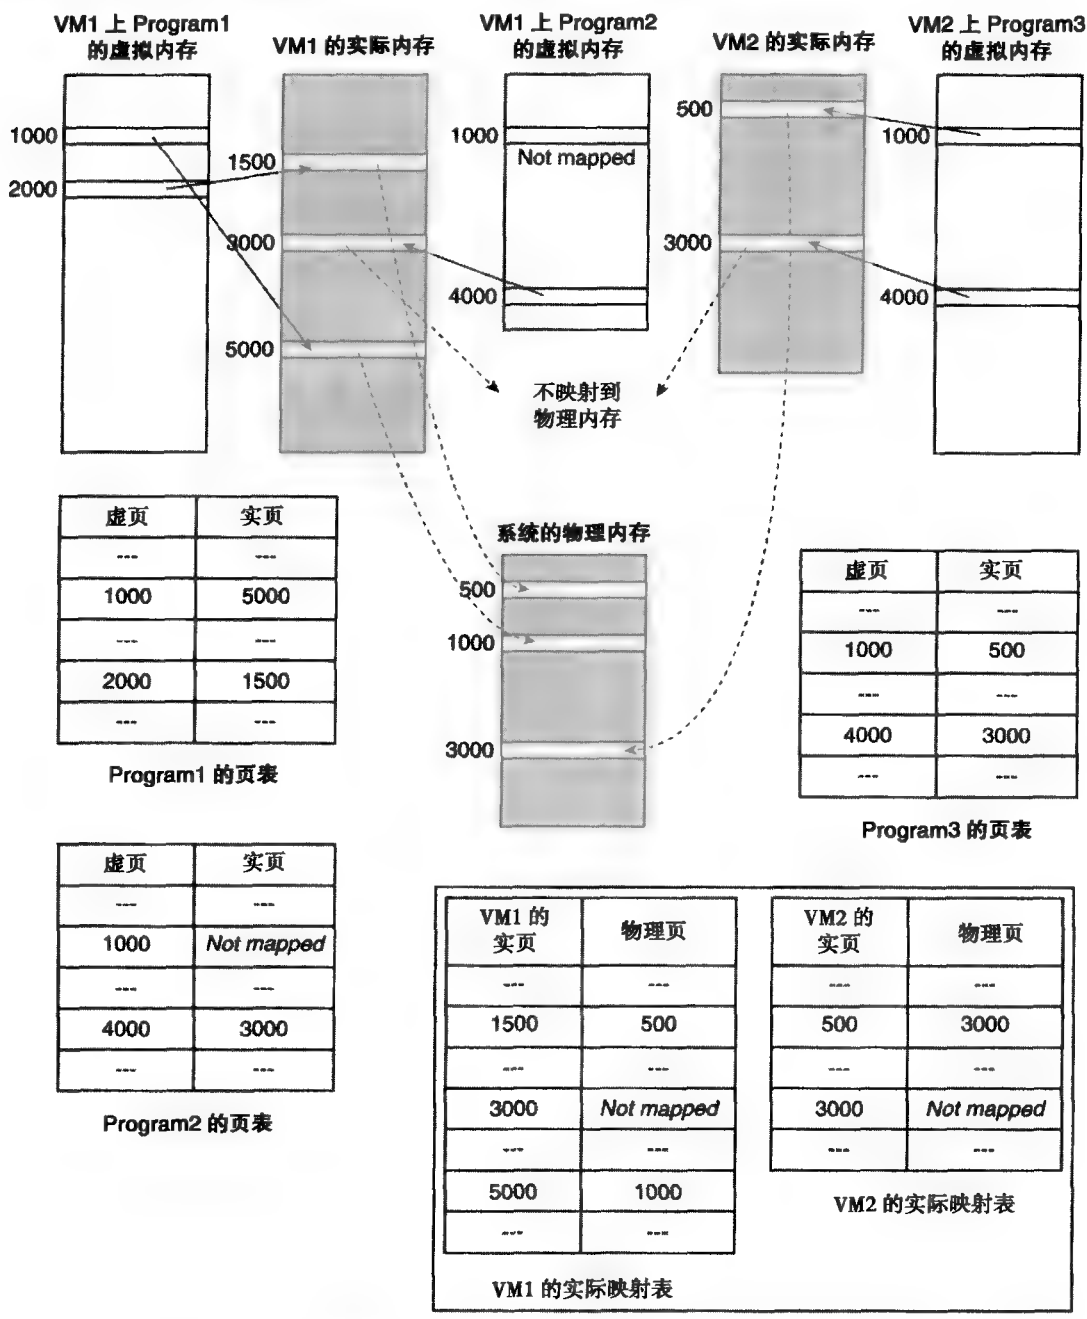 VM1 上 Program1
的虚拟内存
VM1 的实际内存
VM1 上 Program2
的虚拟内存
VM2 的实际内存
VM2 上 Program3
的虚拟内存
1000
2000
1500
3000
5000
1000
Not mapped
4000
500
3000
1000
4000
不映射到
物理内存
虚页 实页
--- ---
1000 5000
--- ---
2000 1500
--- ---
Program1 的页表
系统的物理内存
500
1000
3000
虚页 实页
--- ---
1000 500
--- ---
4000 3000
--- ---
Program3 的页表
虚页 实页
--- ---
1000 Not mapped
--- ---
4000 3000
--- ---
Program2 的页表
VM1 的
实页
物理页
--- ---
1500 500
--- ---
3000 Not mapped
--- ---
5000 1000
--- ---
VM1 的实际映射表
VM2 的
实页
物理页
--- ---
500 3000
--- ---
3000 Not mapped
--- ---
VM2 的实际映射表